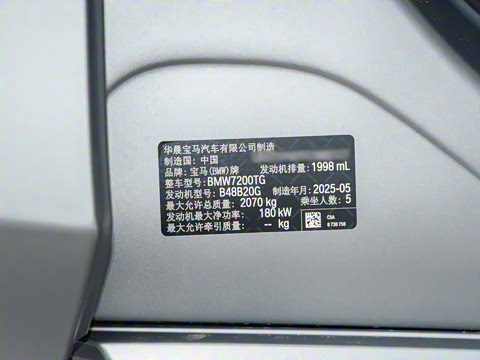 华晨宝马汽车有限公司制造
制造国: 中国
品牌: 宝马(BMW)牌 发动机排量: 1998 mL
整车型号: BMW7200TG
发动机型号: B48B20G 制造年月: 2025-05
最大允许总质量: 2070 kg 乘坐人数: 5
发动机最大净功率: 180 kW
最大允许牵引质量: -- kg
CSA
8 738 756